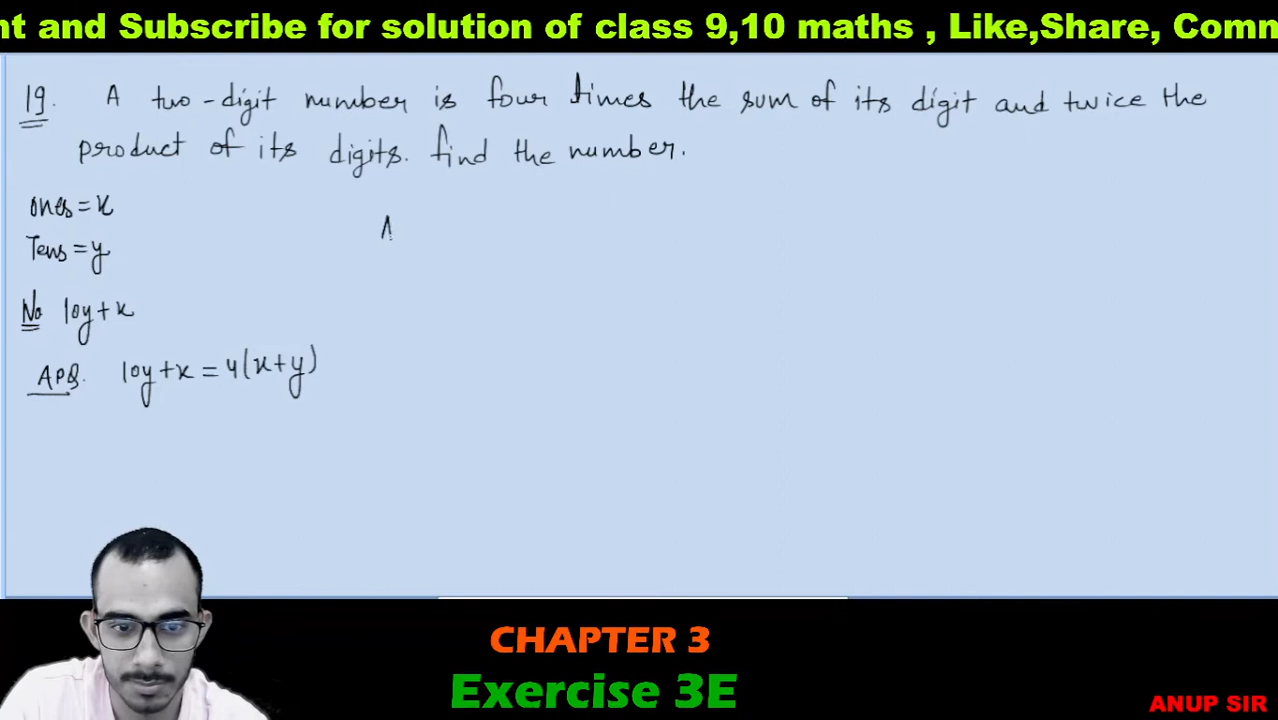 nt and Subscribe for solution of class 9,10 maths , Like,Share, Comn
19. A two-digit number is four times the sum of its digit and twice the
product of its digits. find the number.
ones = x
Tens = y
No 10y+x
APQ. 10y+x = 4(x+y)
CHAPTER 3
Exercise 3E
ANUP SIR